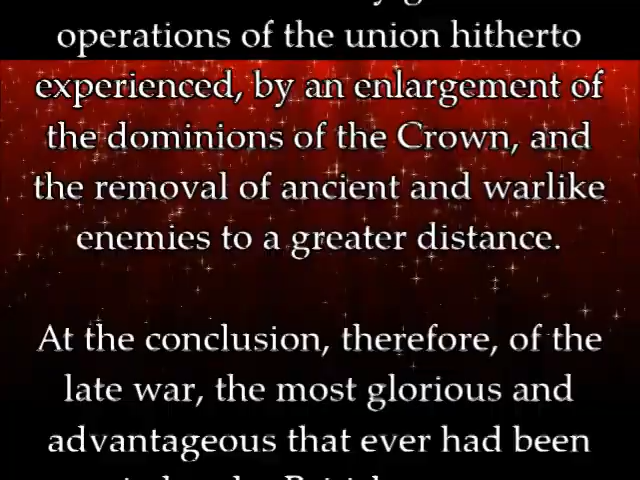 operations of the union hitherto
experienced, by an enlargement of
the dominions of the Crown, and
the removal of ancient and warlike
enemies to a greater distance.
At the conclusion, therefore, of the
late war, the most glorious and
advantageous that ever had been